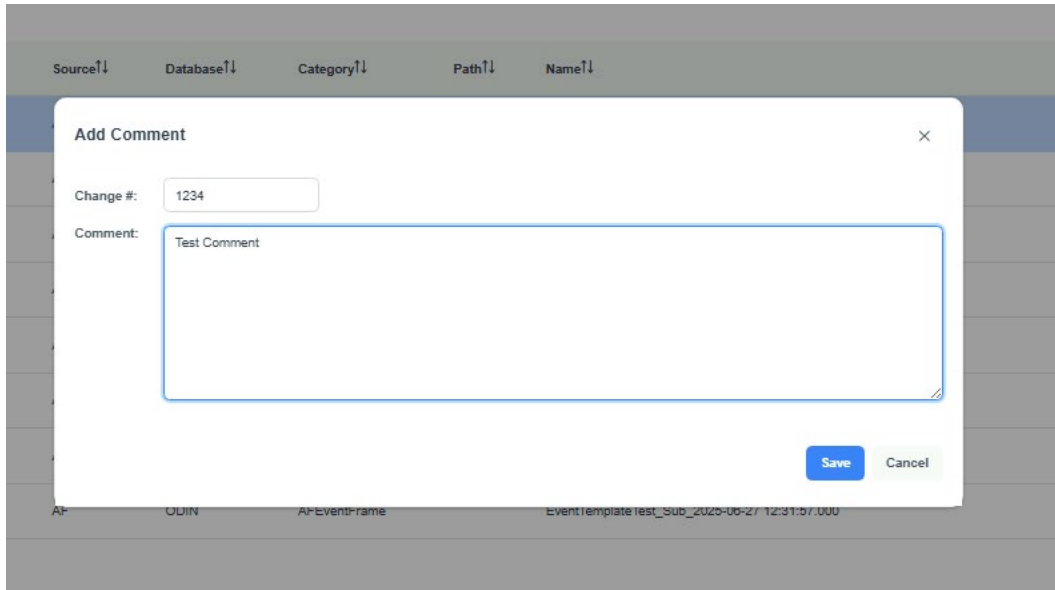 Source↑↓ Database↑↓ Category↑↓ Path↑↓ Name↑↓
Add Comment ×
Change #: 1234
Comment: Test Comment
Save Cancel
AF ODIN AFEventFrame EventTemplateTest_Sub_2025-06-27 12:31:57.000